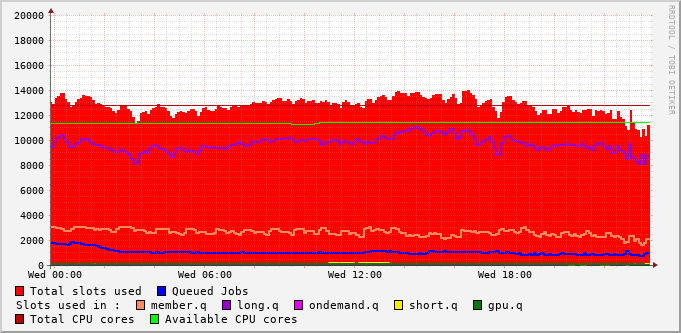 RRDTOOL / TOBI OETIKER
20000
18000
16000
14000
12000
10000
8000
6000
4000
2000
0
Wed 00:00 Wed 06:00 Wed 12:00 Wed 18:00
Total slots used Queued Jobs
Slots used in : member.q long.q ondemand.q short.q gpu.q
Total CPU cores Available CPU cores